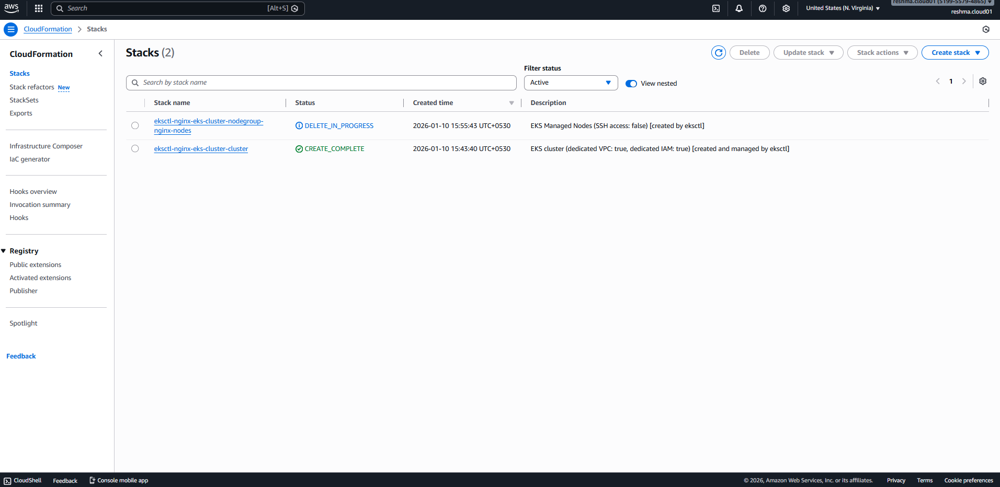 aws
Search
[Alt+S]
United States (N. Virginia)
reshma.cloud01 (5199-5579-4865)
reshma.cloud01
CloudFormation
Stacks
CloudFormation
Stacks
Stack refactors New
StackSets
Exports
Infrastructure Composer
IaC generator
Hooks overview
Invocation summary
Hooks
Registry
Public extensions
Activated extensions
Publisher
Spotlight
Feedback
Stacks (2)
Delete
Update stack
Stack actions
Create stack
Filter status
Search by stack name
Active
View nested
1
Stack name
Status
Created time
Description
eksctl-nginx-eks-cluster-nodegroup-
nginx-nodes
DELETE_IN_PROGRESS
2026-01-10 15:55:43 UTC+0530
EKS Managed Nodes (SSH access: false) [created by eksctl]
eksctl-nginx-eks-cluster-cluster
CREATE_COMPLETE
2026-01-10 15:43:40 UTC+0530
EKS cluster (dedicated VPC: true, dedicated IAM: true) [created and managed by eksctl]
CloudShell
Feedback
Console mobile app
© 2026, Amazon Web Services, Inc. or its affiliates.
Privacy
Terms
Cookie preferences